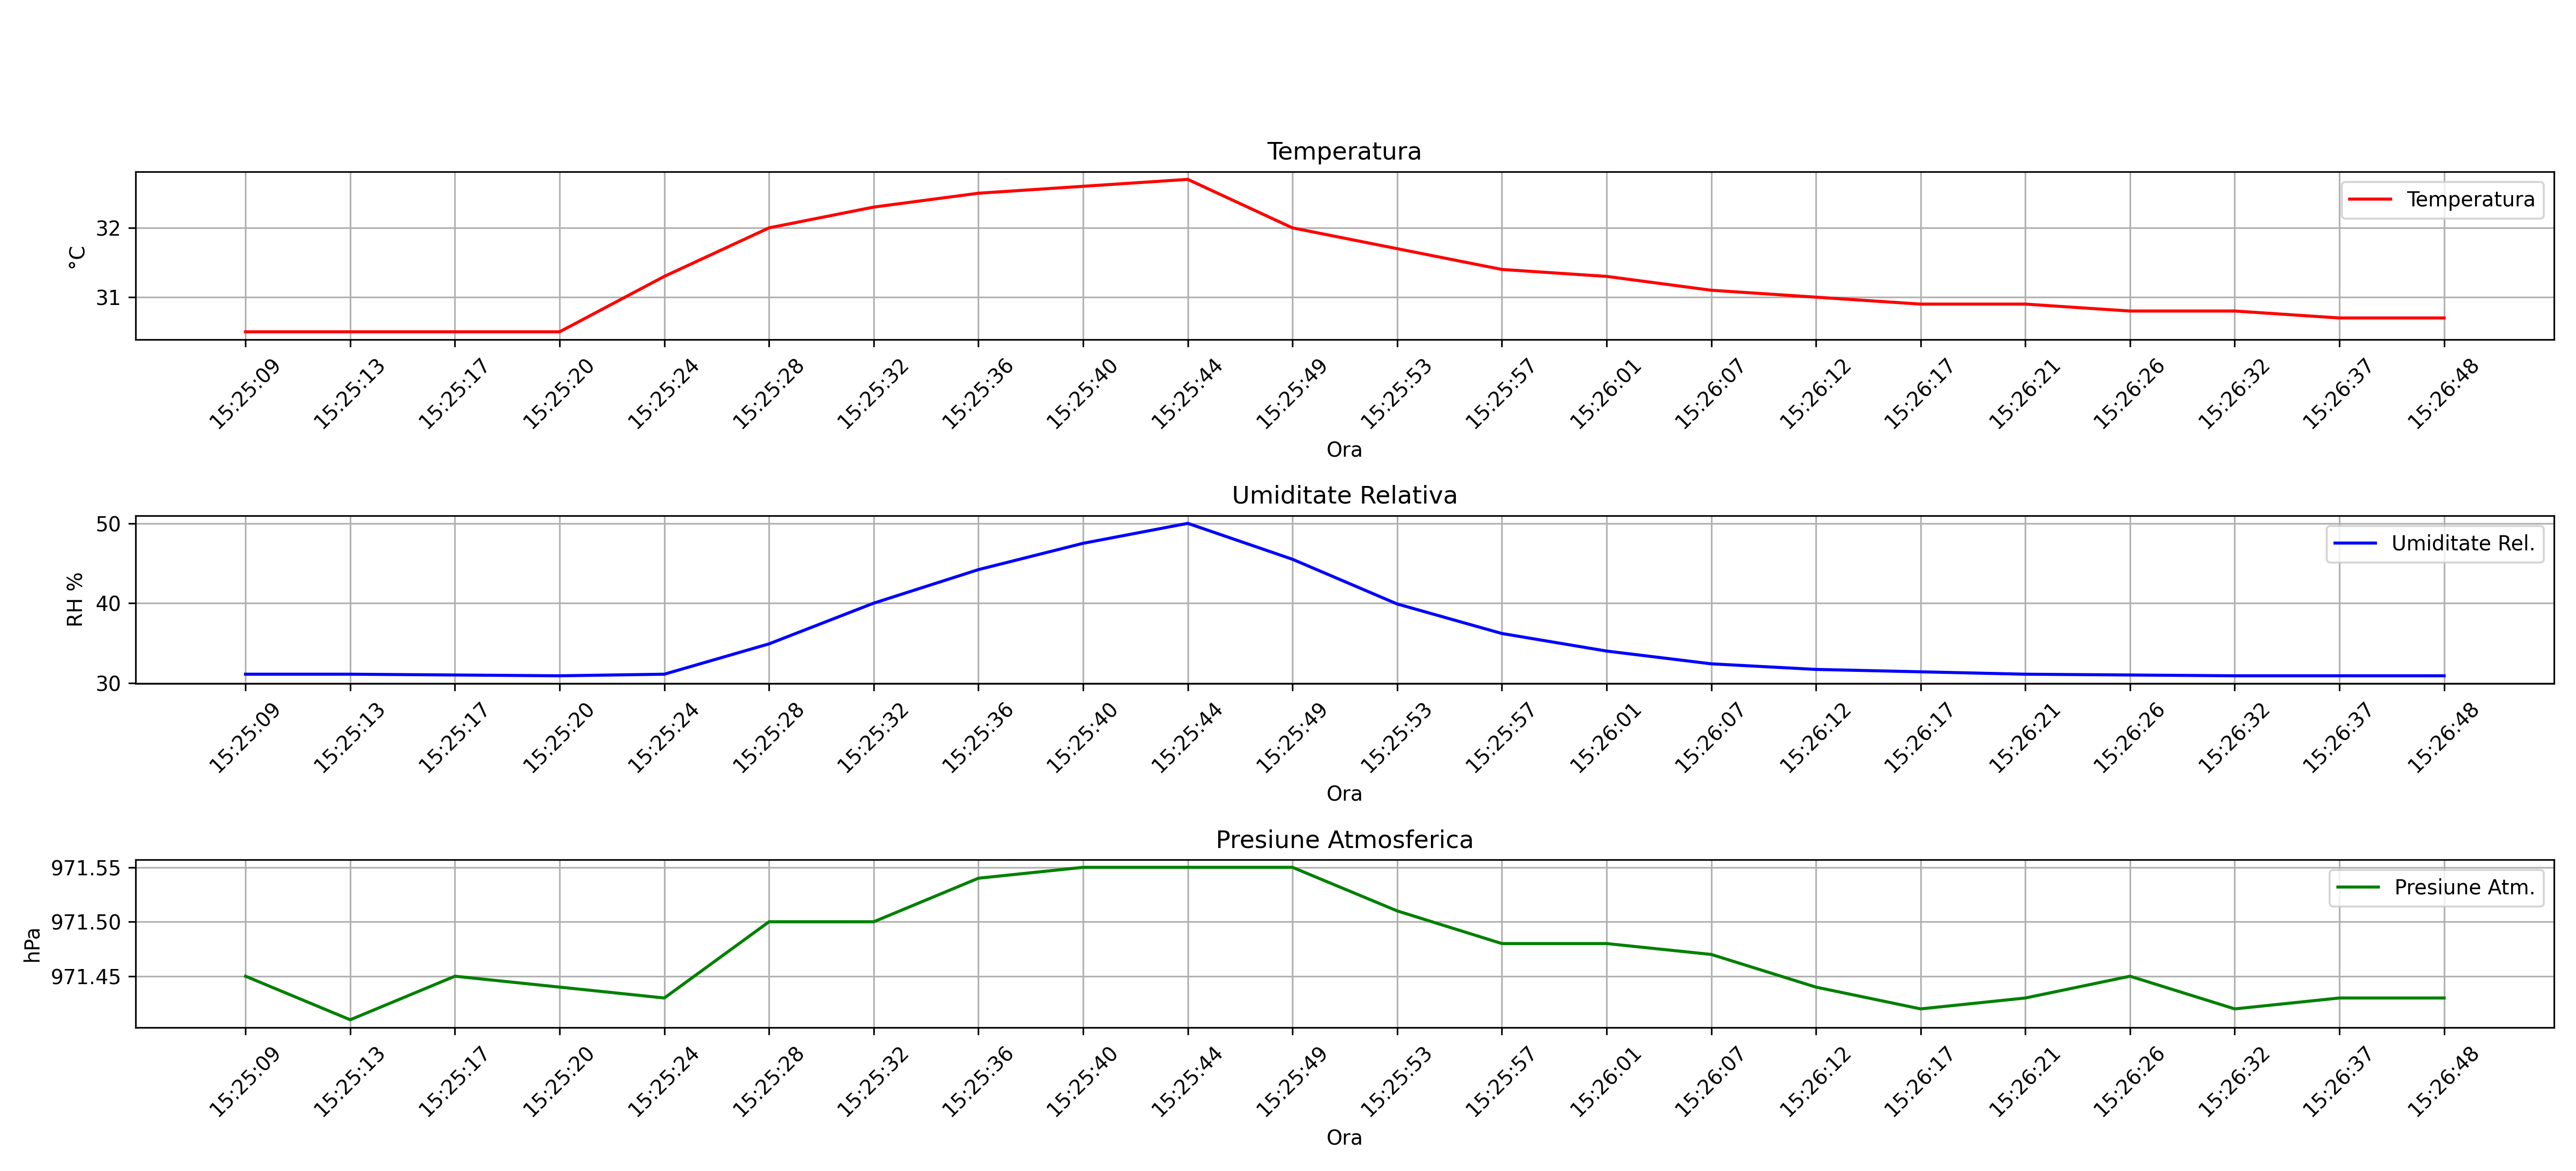 Temperatura
Temperatura
32
31
°C
15:25:09 15:25:13 15:25:17 15:25:20 15:25:24 15:25:28 15:25:32 15:25:36 15:25:40 15:25:44 15:25:49 15:25:53 15:25:57 15:26:01 15:26:07 15:26:12 15:26:17 15:26:21 15:26:26 15:26:32 15:26:37 15:26:48
Ora
Umiditate Relativa
50
Umiditate Rel.
RH %
40
30
15:25:09 15:25:13 15:25:17 15:25:20 15:25:24 15:25:28 15:25:32 15:25:36 15:25:40 15:25:44 15:25:49 15:25:53 15:25:57 15:26:01 15:26:07 15:26:12 15:26:17 15:26:21 15:26:26 15:26:32 15:26:37 15:26:48
Ora
Presiune Atmosferica
971.55
Presiune Atm.
971.50
hPa
971.45
15:25:09 15:25:13 15:25:17 15:25:20 15:25:24 15:25:28 15:25:32 15:25:36 15:25:40 15:25:44 15:25:49 15:25:53 15:25:57 15:26:01 15:26:07 15:26:12 15:26:17 15:26:21 15:26:26 15:26:32 15:26:37 15:26:48
Ora